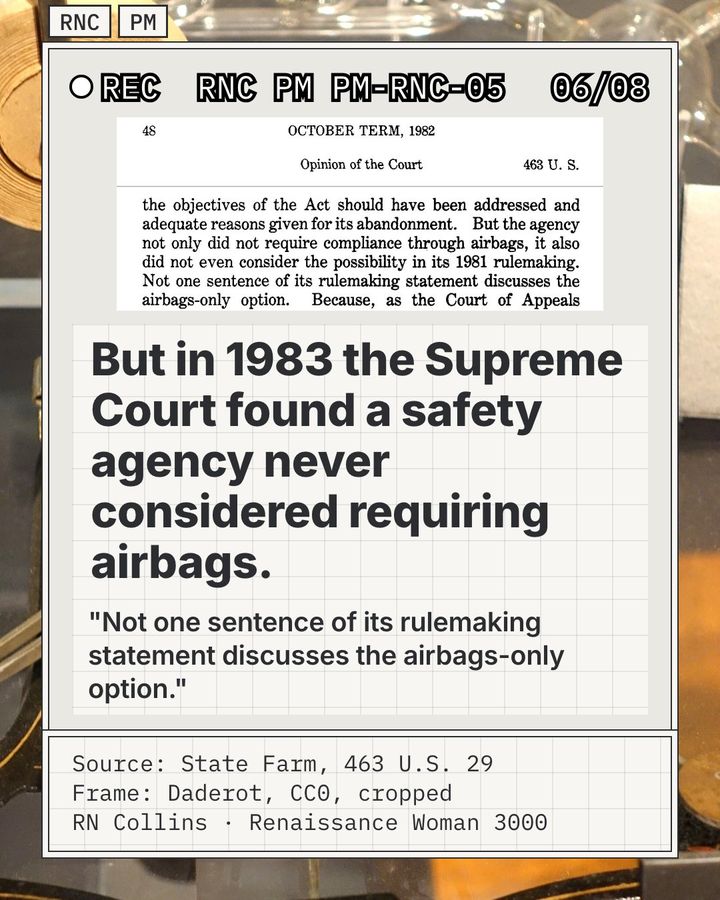 RNC PM
REC RNC PM PM-RNC-05 06/08
48 OCTOBER TERM, 1982
Opinion of the Court 463 U. S.
the objectives of the Act should have been addressed and
adequate reasons given for its abandonment. But the agency
not only did not require compliance through airbags, it also
did not even consider the possibility in its 1981 rulemaking.
Not one sentence of its rulemaking statement discusses the
airbags-only option. Because, as the Court of Appeals
But in 1983 the Supreme
Court found a safety
agency never
considered requiring
airbags.
"Not one sentence of its rulemaking
statement discusses the airbags-only
option."
Source: State Farm, 463 U.S. 29
Frame: Daderot, CC0, cropped
RN Collins · Renaissance Woman 3000